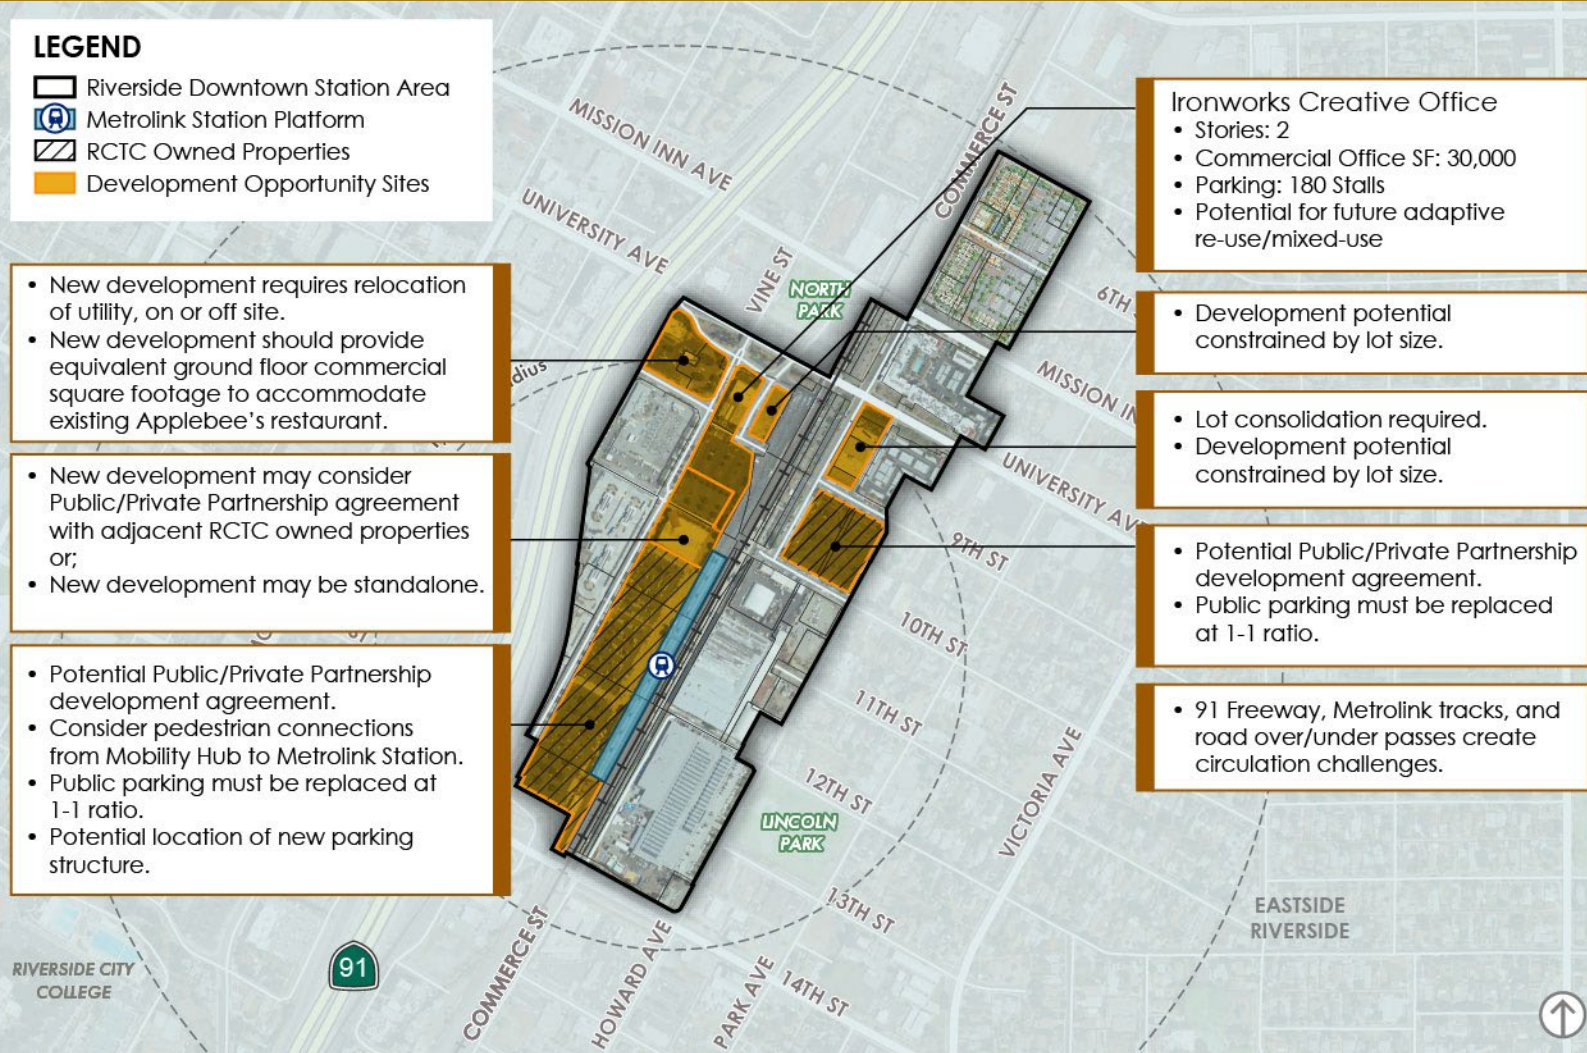 LEGEND
Riverside Downtown Station Area
Metrolink Station Platform
RCTC Owned Properties
Development Opportunity Sites
• New development requires relocation
of utility, on or off site.
• New development should provide
equivalent ground floor commercial
square footage to accommodate
existing Applebee's restaurant.
• New development may consider
Public/Private Partnership agreement
with adjacent RCTC owned properties
or;
• New development may be standalone.
• Potential Public/Private Partnership
development agreement.
• Consider pedestrian connections
from Mobility Hub to Metrolink Station.
• Public parking must be replaced at
1-1 ratio.
• Potential location of new parking
structure.
Ironworks Creative Office
• Stories: 2
• Commercial Office SF: 30,000
• Parking: 180 Stalls
• Potential for future adaptive
re-use/mixed-use
• Development potential
constrained by lot size.
• Lot consolidation required.
• Development potential
constrained by lot size.
• Potential Public/Private Partnership
development agreement.
• Public parking must be replaced
at 1-1 ratio.
• 91 Freeway, Metrolink tracks, and
road over/under passes create
circulation challenges.
MISSION INN AVE
UNIVERSITY AVE
VINE ST
NORTH
PARK
COMMERCE ST
6TH
MISSION IN
UNIVERSITY AV
9TH ST
10TH ST
11TH ST
12TH ST
VICTORIA AVE
LINCOLN
PARK
13TH ST
14TH ST
PARK AVE
HOWARD AVE
COMMERCE ST
EASTSIDE
RIVERSIDE
RIVERSIDE CITY
COLLEGE
91